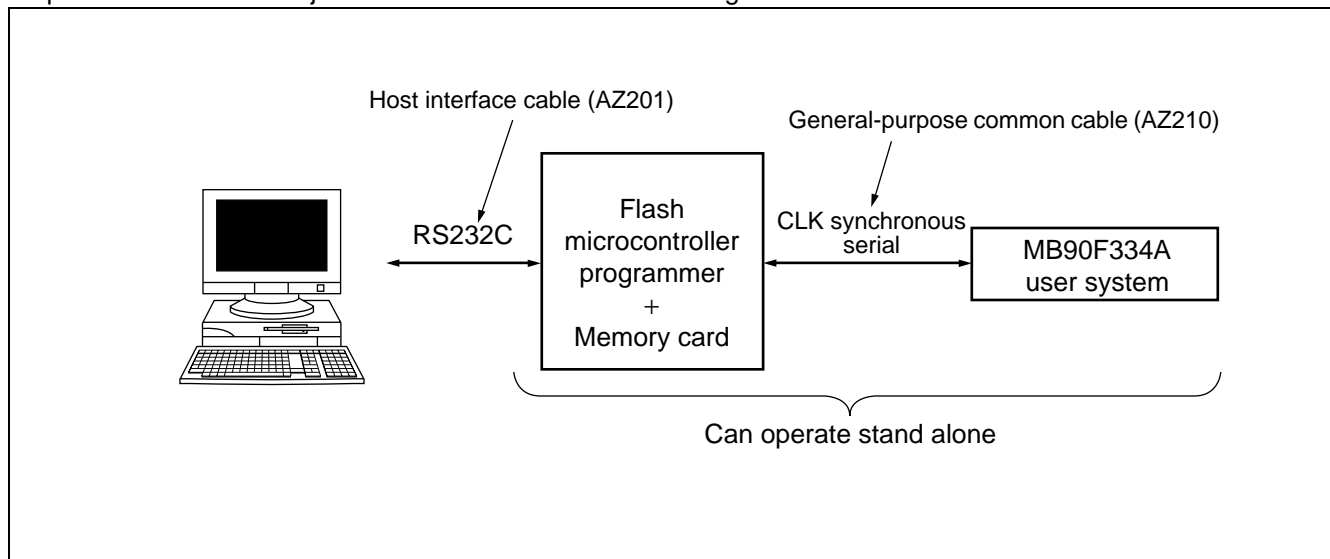 Host interface cable (AZ201)
General-purpose common cable (AZ210)
RS232C
Flash
microcontroller
programmer
+
Memory card
CLK synchronous
serial
MB90F334A
user system
Can operate stand alone